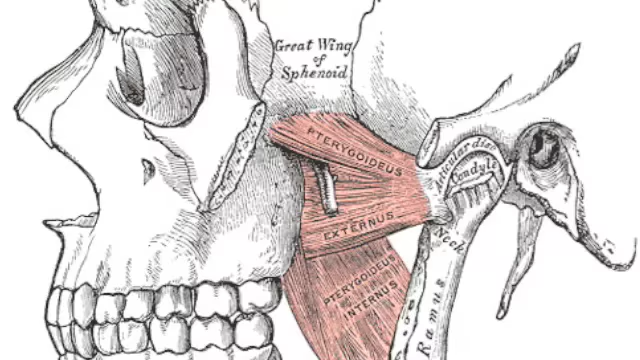 Great Wing
of
Sphenoid
PTERYGOIDEUS
EXTERNUS
PTERYGOIDEUS
INTERNUS
Articular disc
Condyle
Neck
Ramus